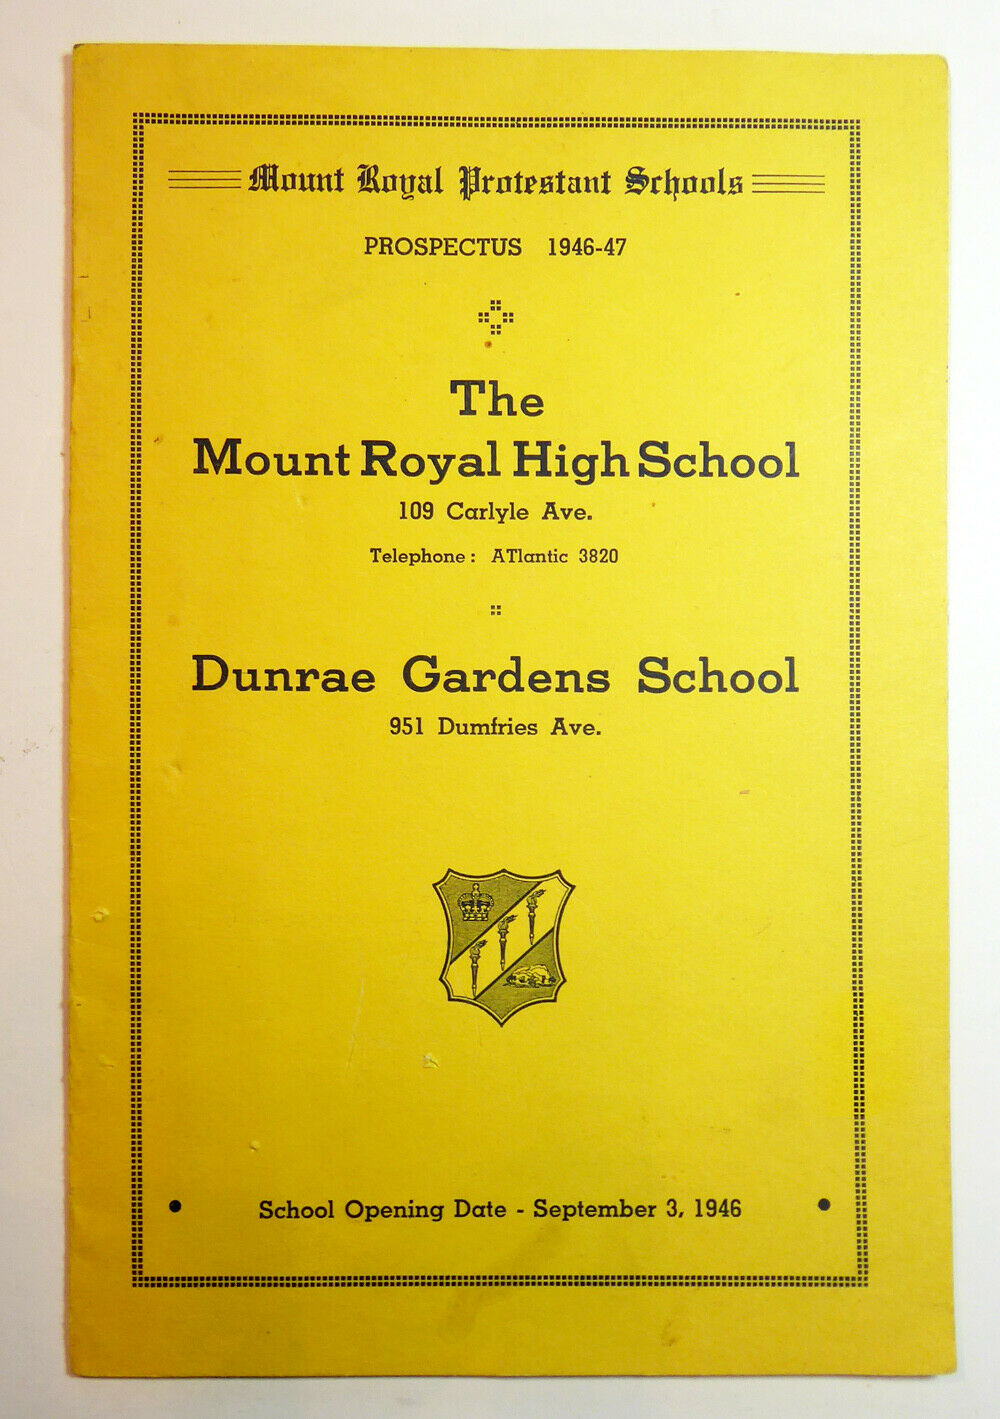 Mount Royal Protestant Schools
PROSPECTUS 1946-47
The
Mount Royal High School
109 Carlyle Ave.
Telephone: ATlantic 3820
Dunrae Gardens School
951 Dumfries Ave.
• School Opening Date - September 3, 1946 •